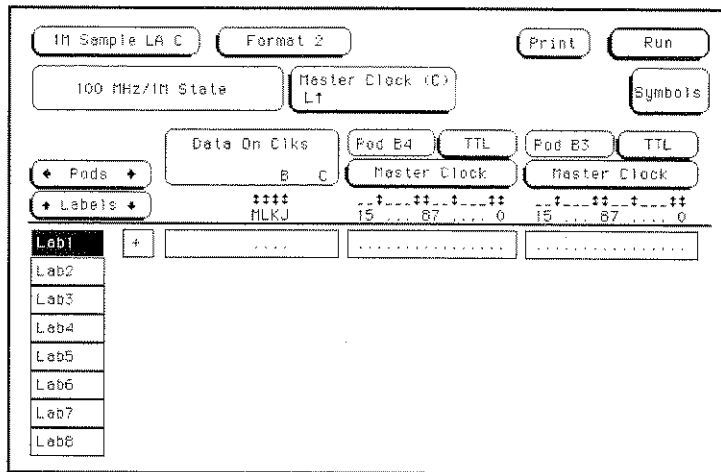 1M Sample LA C Format 2 Print Run
100 MHz/1M State Master Clock (C) Symbols
L↑
Data On Clks Pod B4 TTL Pod B3 TTL
← Pods → B C Master Clock Master Clock
↑ Labels ↓ MLKJ 15 ... 87 .... 0 15 ... 87 .... 0
Lab1 + .... ................ ................
Lab2
Lab3
Lab4
Lab5
Lab6
Lab7
Lab8